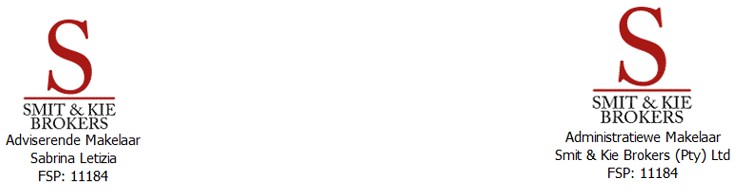 S
SMIT & KIE
BROKERS
Adviserende Makelaar
Sabrina Letizia
FSP: 11184
S
SMIT & KIE
BROKERS
Administratiewe Makelaar
Smit & Kie Brokers (Pty) Ltd
FSP: 11184